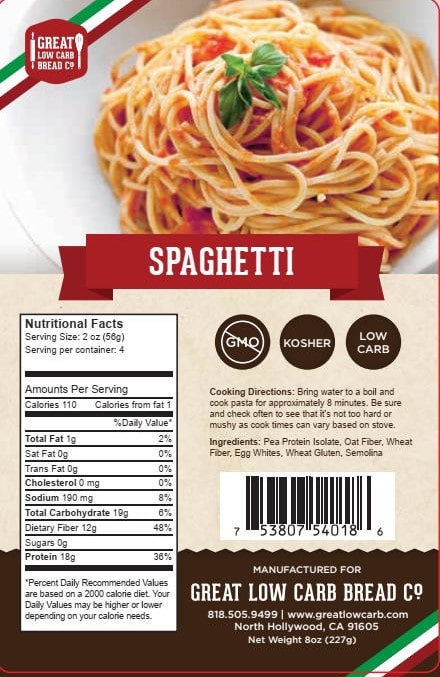 GREAT
LOW CARB
BREAD Cº
SPAGHETTI
Nutritional Facts
Serving Size: 2 oz (56g)
Serving per container: 4
Amounts Per Serving
Calories 110 Calories from fat 1
%Daily Value*
Total Fat 1g 2%
Sat Fat 0g 0%
Trans Fat 0g 0%
Cholesterol 0 mg 0%
Sodium 190 mg 8%
Total Carbohydrate 19g 6%
Dietary Fiber 12g 48%
Sugars 0g
Protein 18g 36%
*Percent Daily Recommended Values
are based on a 2000 calorie diet. Your
Daily Values may be higher or lower
depending on your calorie needs.
GMO
KOSHER
LOW
CARB
Cooking Directions: Bring water to a boil and
cook pasta for approximately 8 minutes. Be sure
and check often to see that it's not too hard or
mushy as cook times can vary based on stove.
Ingredients: Pea Protein Isolate, Oat Fiber, Wheat
Fiber, Egg Whites, Wheat Gluten, Semolina
7 53807 54018 6
MANUFACTURED FOR
GREAT LOW CARB BREAD Cº
818.505.9499 | www.greatlowcarb.com
North Hollywood, CA 91605
Net Weight 8oz (227g)